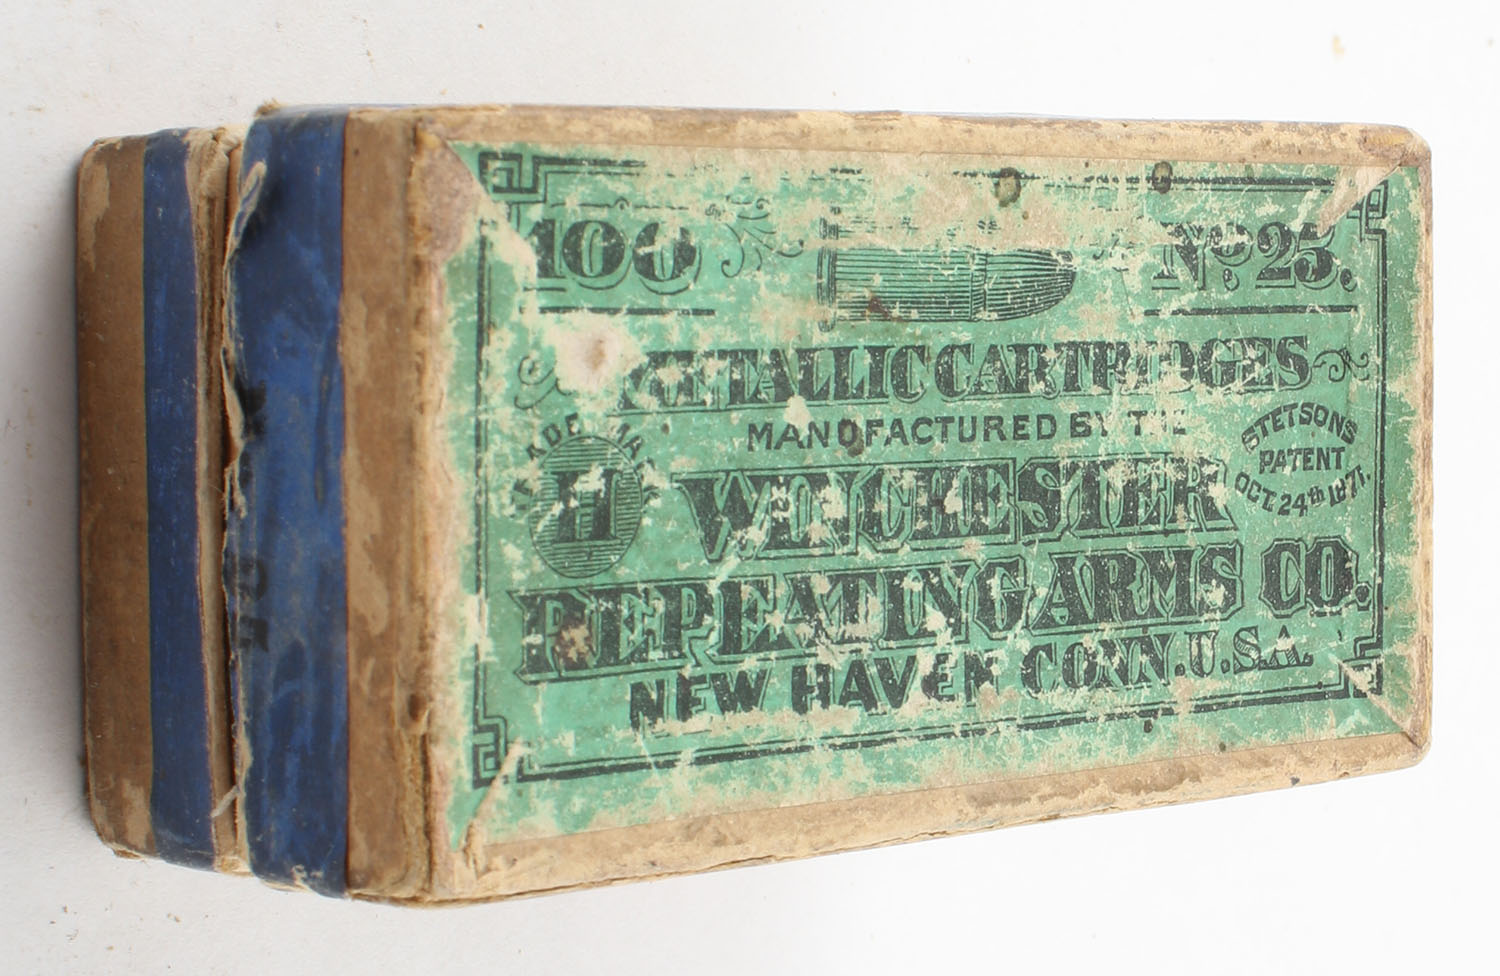 100
No. 25.
METALLIC CARTRIDGES
MANUFACTURED BY THE
STETSONS
PATENT
OCT. 24th 1871.
TRADE MARK
H
WINCHESTER
REPEATING ARMS CO.
NEW HAVEN CONN. U.S.A.